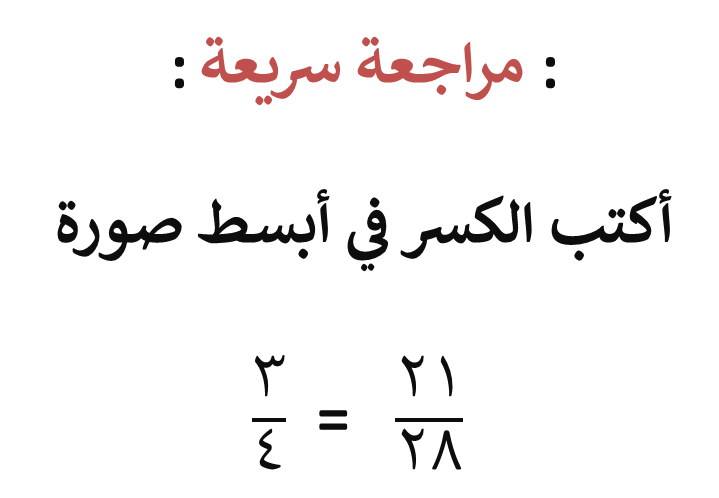 : مراجعة سريعة :
أكتب الكسر في أبسط صورة
٢١/٢٨ = ٣/٤